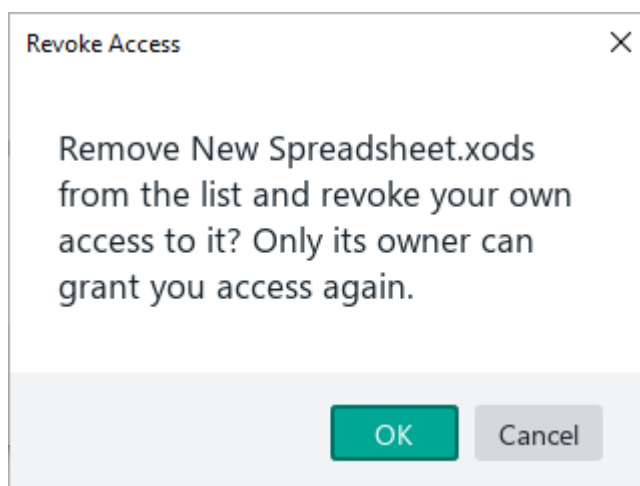 Revoke Access
Remove New Spreadsheet.xods
from the list and revoke your own
access to it? Only its owner can
grant you access again.
OK
Cancel